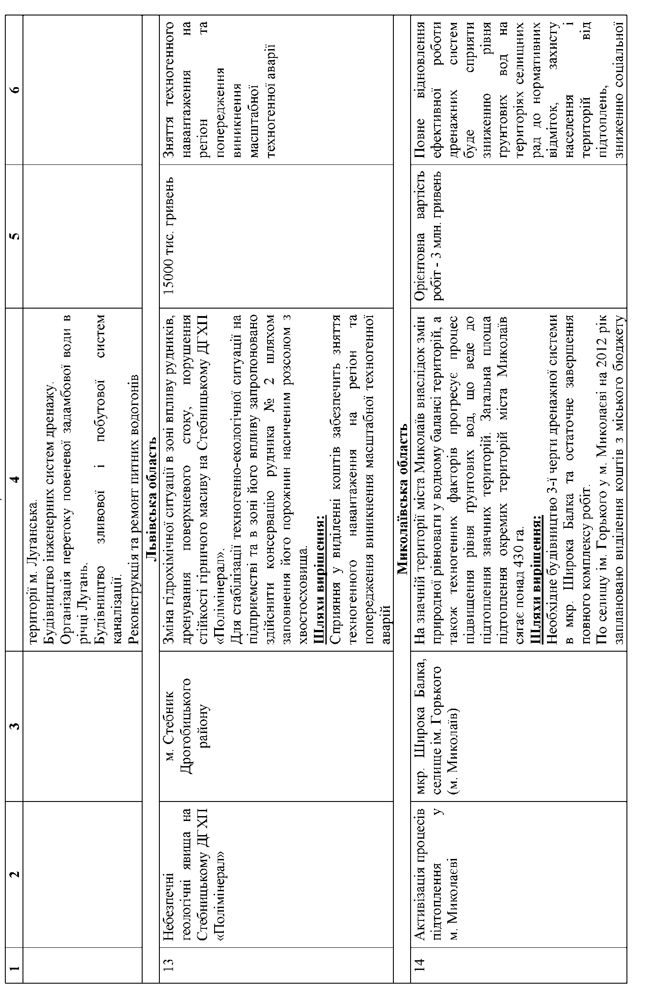 1
2
3
4
5
6
території м. Луганська.
Будівництво інженерних систем дренажу.
Організація перетоку повеневої задамбової води в
річці Лугань.
Будівництво зливової і побутової систем
каналізації.
Реконструкція та ремонт питних водогонів
Львівська область
13
Небезпечні
геологічні явища на
Стебницькому ДГХП
«Полімінерал»
м. Стебник
Дрогобицького
району
Зміна гідрохімічної ситуації в зоні впливу рудників,
дренування поверхневого стоку, порушення
стійкості гірничого масиву на Стебницькому ДГХП
«Полімінерал».
Для стабілізації техногенно-екологічної ситуації на
підприємстві та в зоні його впливу запропоновано
здійснити консервацію рудника № 2 шляхом
заповнення його порожнин насиченим розсолом з
хвостосховища.
Шляхи вирішення:
Сприяння у виділенні коштів забезпечить зняття
техногенного навантаження на регіон та
попередження виникнення масштабної техногенної
аварій
15000 тис. гривень
Зняття техногенного
навантаження на
регіон та
попередження
виникнення
масштабної
техногенної аварії
Миколаївська область
14
Активізація процесів
підтоплення у
м. Миколаєві
мкр. Широка Балка,
селище ім. Горького
(м. Миколаїв)
На значній території міста Миколаїв внаслідок змін
природної рівноваги у водному балансі територій, а
також техногенних факторів прогресує процес
підвищення рівня ґрунтових вод, що веде до
підтоплення значних територій. Загальна площа
підтоплення окремих територій міста Миколаїв
сягає понад 430 га.
Шляхи вирішення:
Необхідне будівництво 3-ї черги дренажної системи
в мкр. Широка Балка та остаточне завершення
повного комплексу робіт.
По селищу ім. Горького у м. Миколаєві на 2012 рік
заплановано виділення коштів з міського бюджету
Орієнтовна вартість
робіт - 3 млн. гривень
Повне відновлення
ефективної роботи
дренажних систем
буде сприяти
зниженню рівня
ґрунтових вод на
територіях селищних
рад до нормативних
відміток, захисту
населення і
територій від
підтоплень,
зниженню соціальної